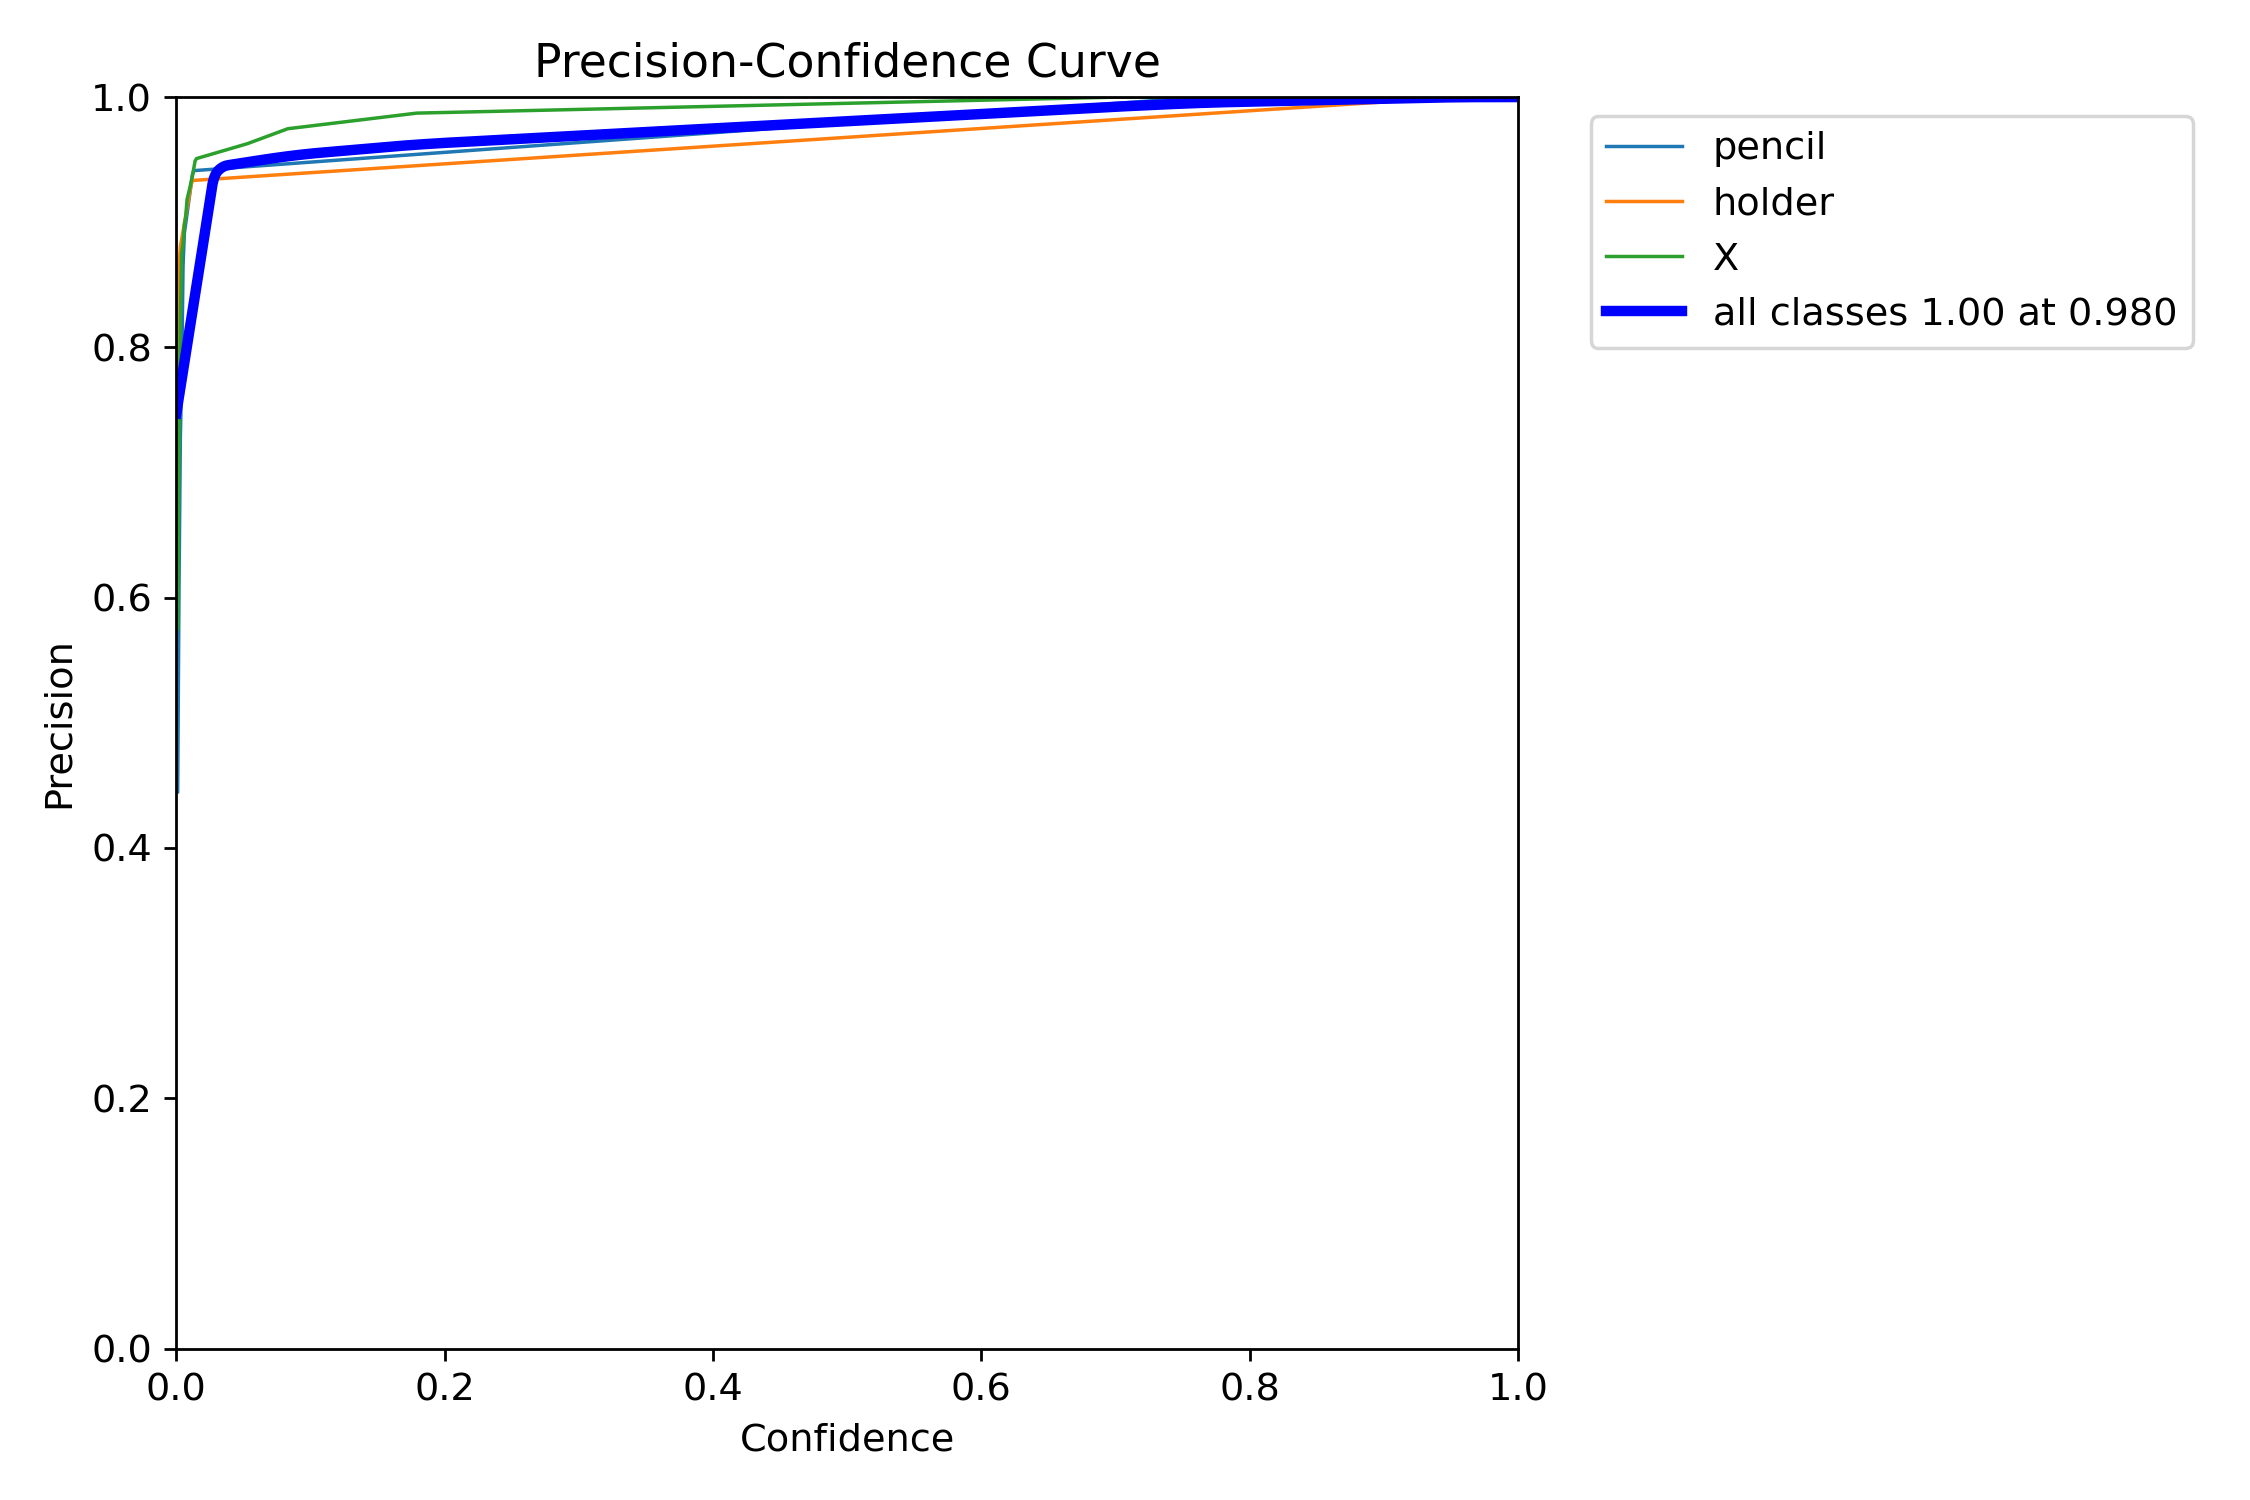 Precision-Confidence Curve
1.0
0.8
0.6
0.4
0.2
0.0
Precision
0.0 0.2 0.4 0.6 0.8 1.0
Confidence
pencil
holder
X
all classes 1.00 at 0.980